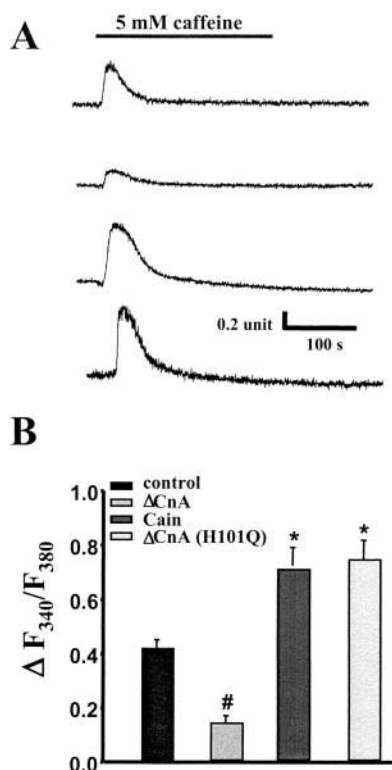 A
5 mM caffeine
0.2 unit
100 s
B
control
ΔCnA
Cain
ΔCnA (H101Q)
Δ F340/F380
1.0
0.8
0.6
0.4
0.2
0.0
#
*
*